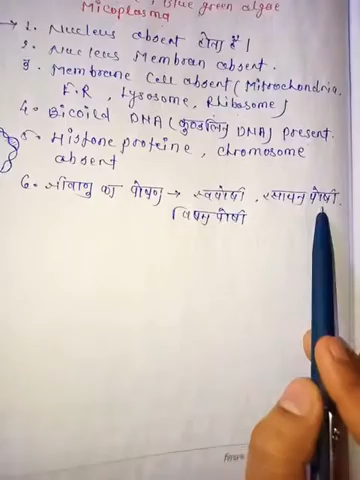 Blue green algae
Micoplasma
→ 1. Nucleus absent होता हैं।
2. Nucleus Membran absent.
3. Membrane Cell absent (Mitrochondria,
E.R, Lysosome, Rhibosome)
4. Bicoild DNA (कुण्डलित DNA) present.
5. Histone proteine, chromosome
absent
6. जीवाणु का पोषण → स्वपोषी, रसायन पोषी.
विषमपोषी